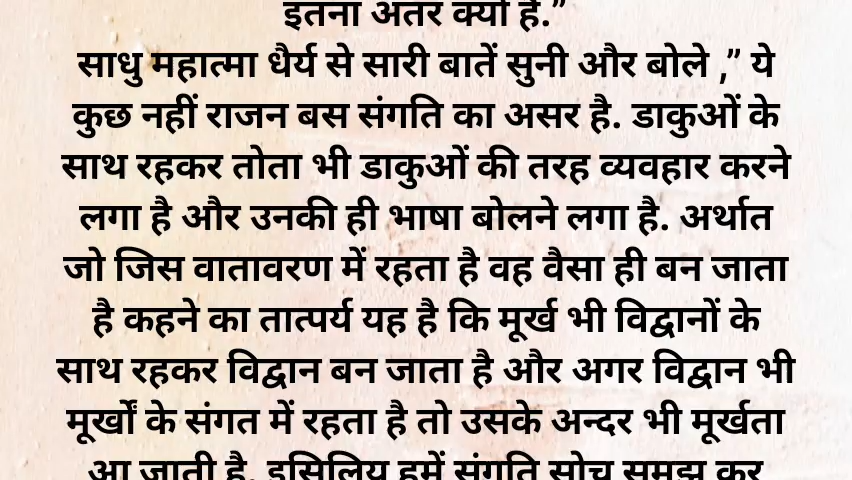 इतना अंतर क्यों है.”
साधु महात्मा धैर्य से सारी बातें सुनी और बोले ,” ये
कुछ नहीं राजन बस संगति का असर है. डाकुओं के
साथ रहकर तोता भी डाकुओं की तरह व्यवहार करने
लगा है और उनकी ही भाषा बोलने लगा है. अर्थात
जो जिस वातावरण में रहता है वह वैसा ही बन जाता
है कहने का तात्पर्य यह है कि मूर्ख भी विद्वानों के
साथ रहकर विद्वान बन जाता है और अगर विद्वान भी
मूर्खों के संगत में रहता है तो उसके अन्दर भी मूर्खता
आ जाती है. इसिलिय हमें संगति सोच समझ कर